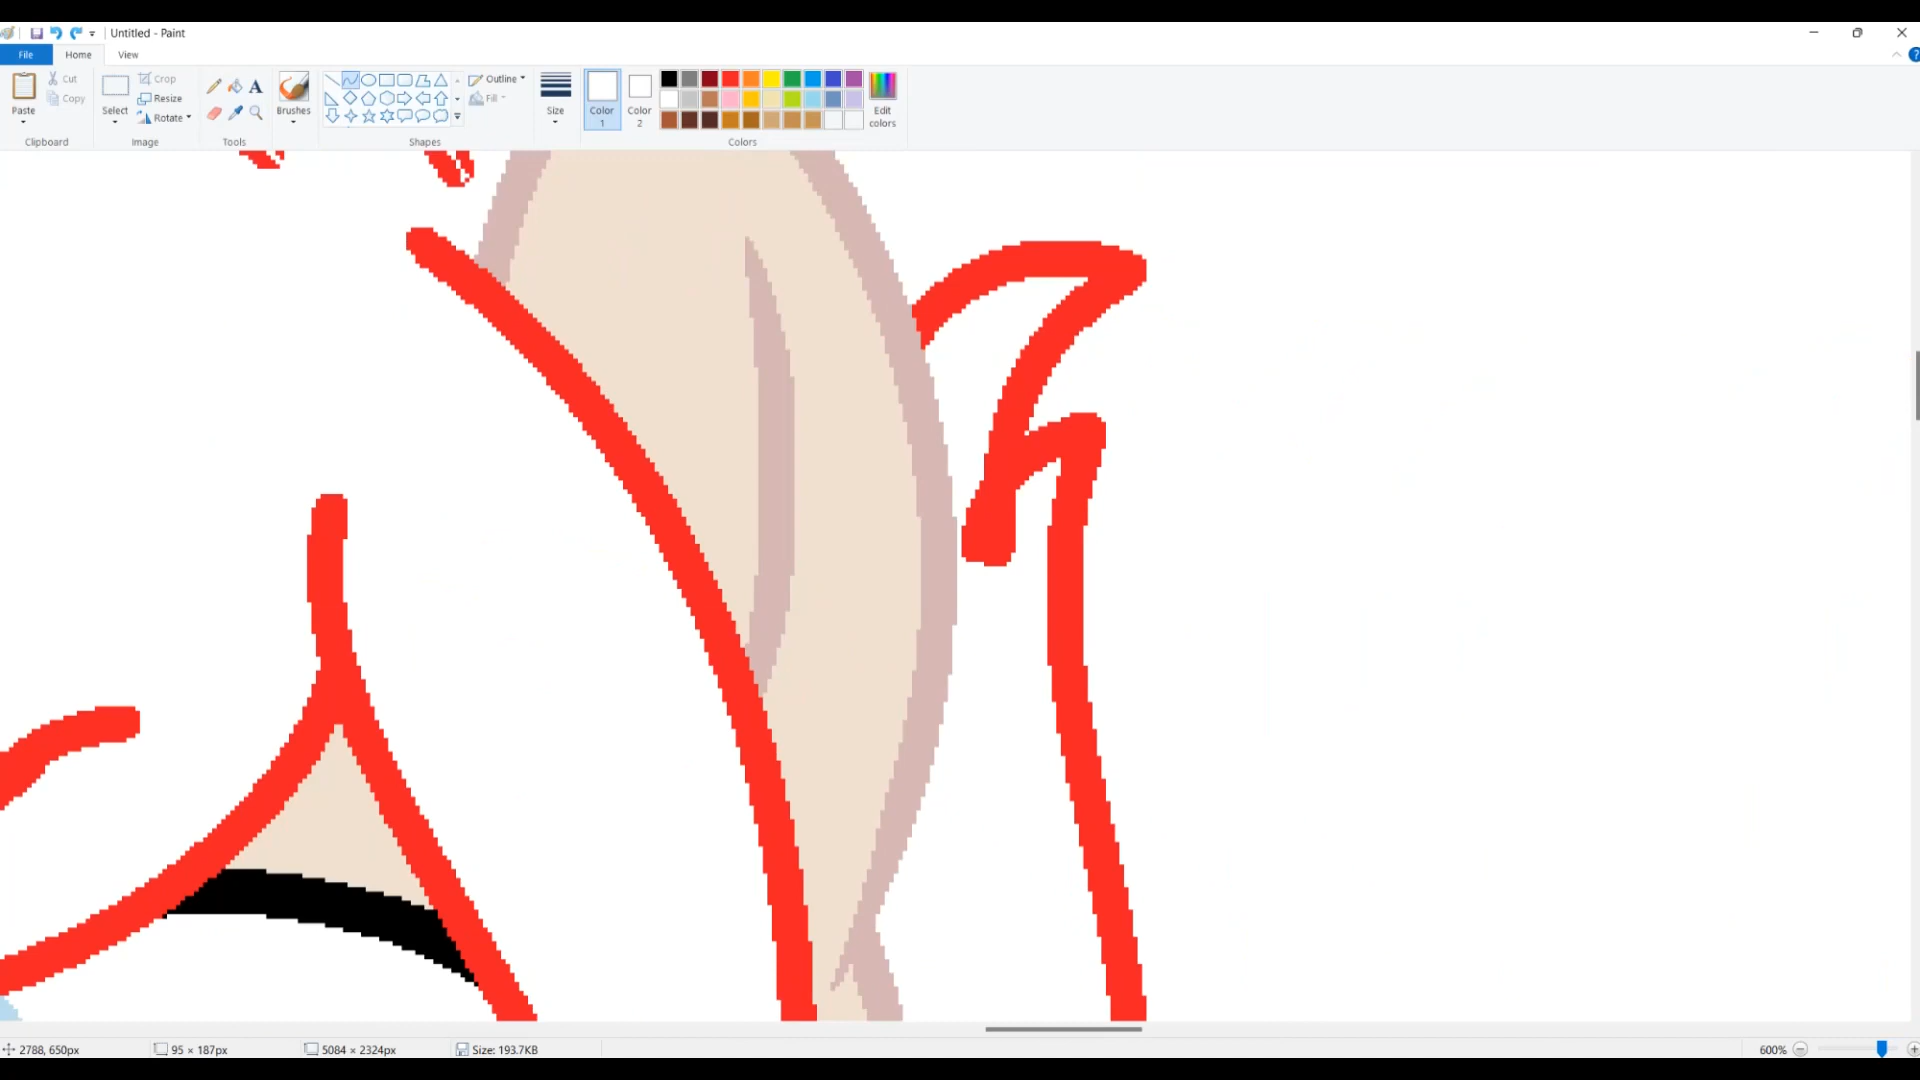 Untitled - Paint
File Home View
Paste
Cut
Copy
Clipboard
Select
Crop
Resize
Rotate
Image
A
Tools
Brushes
Shapes
Outline
Fill
Size
Color 1
Color 2
Colors
Edit colors
2788, 650px
95 × 187px
5084 × 2324px
Size: 193.7KB
600%